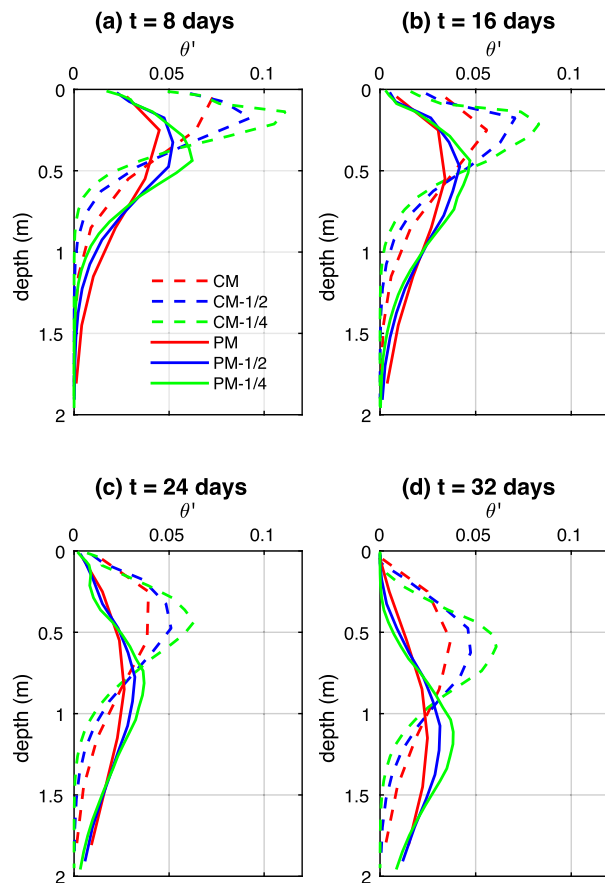 (a) t = 8 days
θ'
0 0.05 0.1
0
0.5
1
1.5
2
depth (m)
CM
CM-1/2
CM-1/4
PM
PM-1/2
PM-1/4
(b) t = 16 days
θ'
0 0.05 0.1
0
0.5
1
1.5
2
depth (m)
(c) t = 24 days
θ'
0 0.05 0.1
0
0.5
1
1.5
2
depth (m)
(d) t = 32 days
θ'
0 0.05 0.1
0
0.5
1
1.5
2
depth (m)